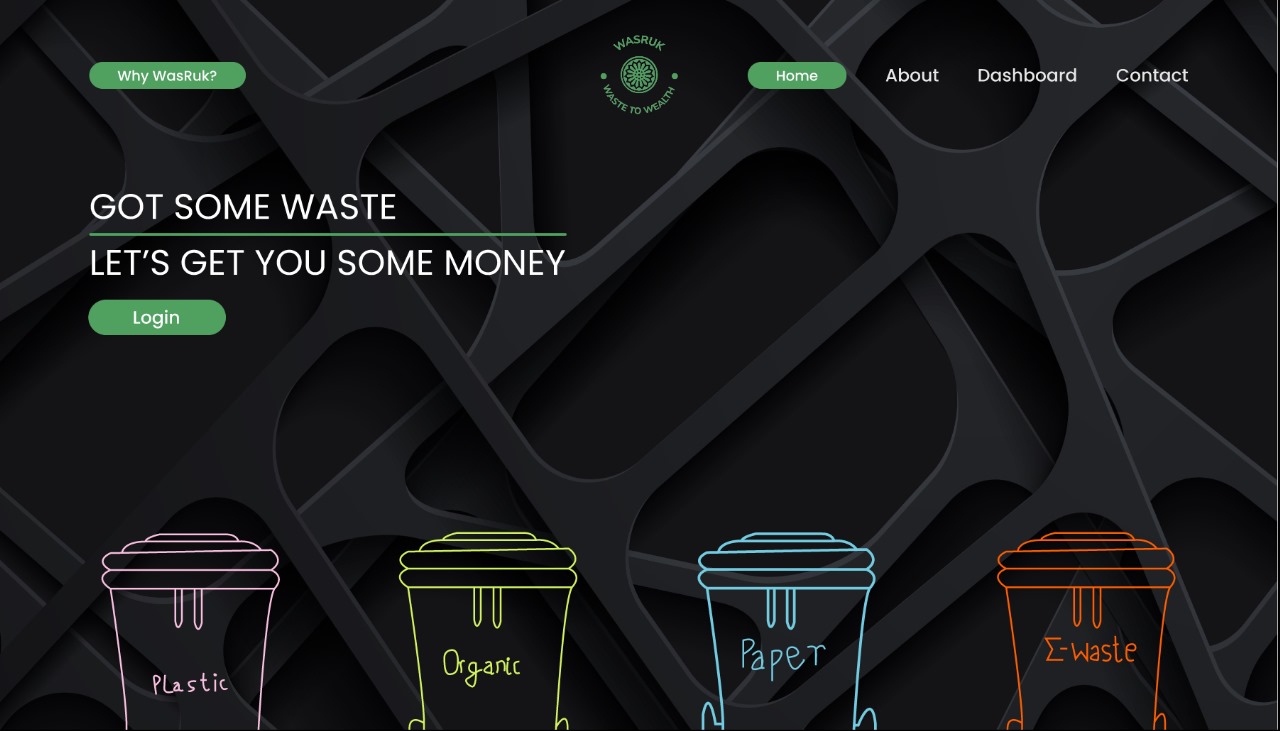 Why WasRuk?
WASRUK
WASTE TO WEALTH
Home
About
Dashboard
Contact
GOT SOME WASTE
LET’S GET YOU SOME MONEY
Login
PLastic
Organic
Paper
Σ-waste